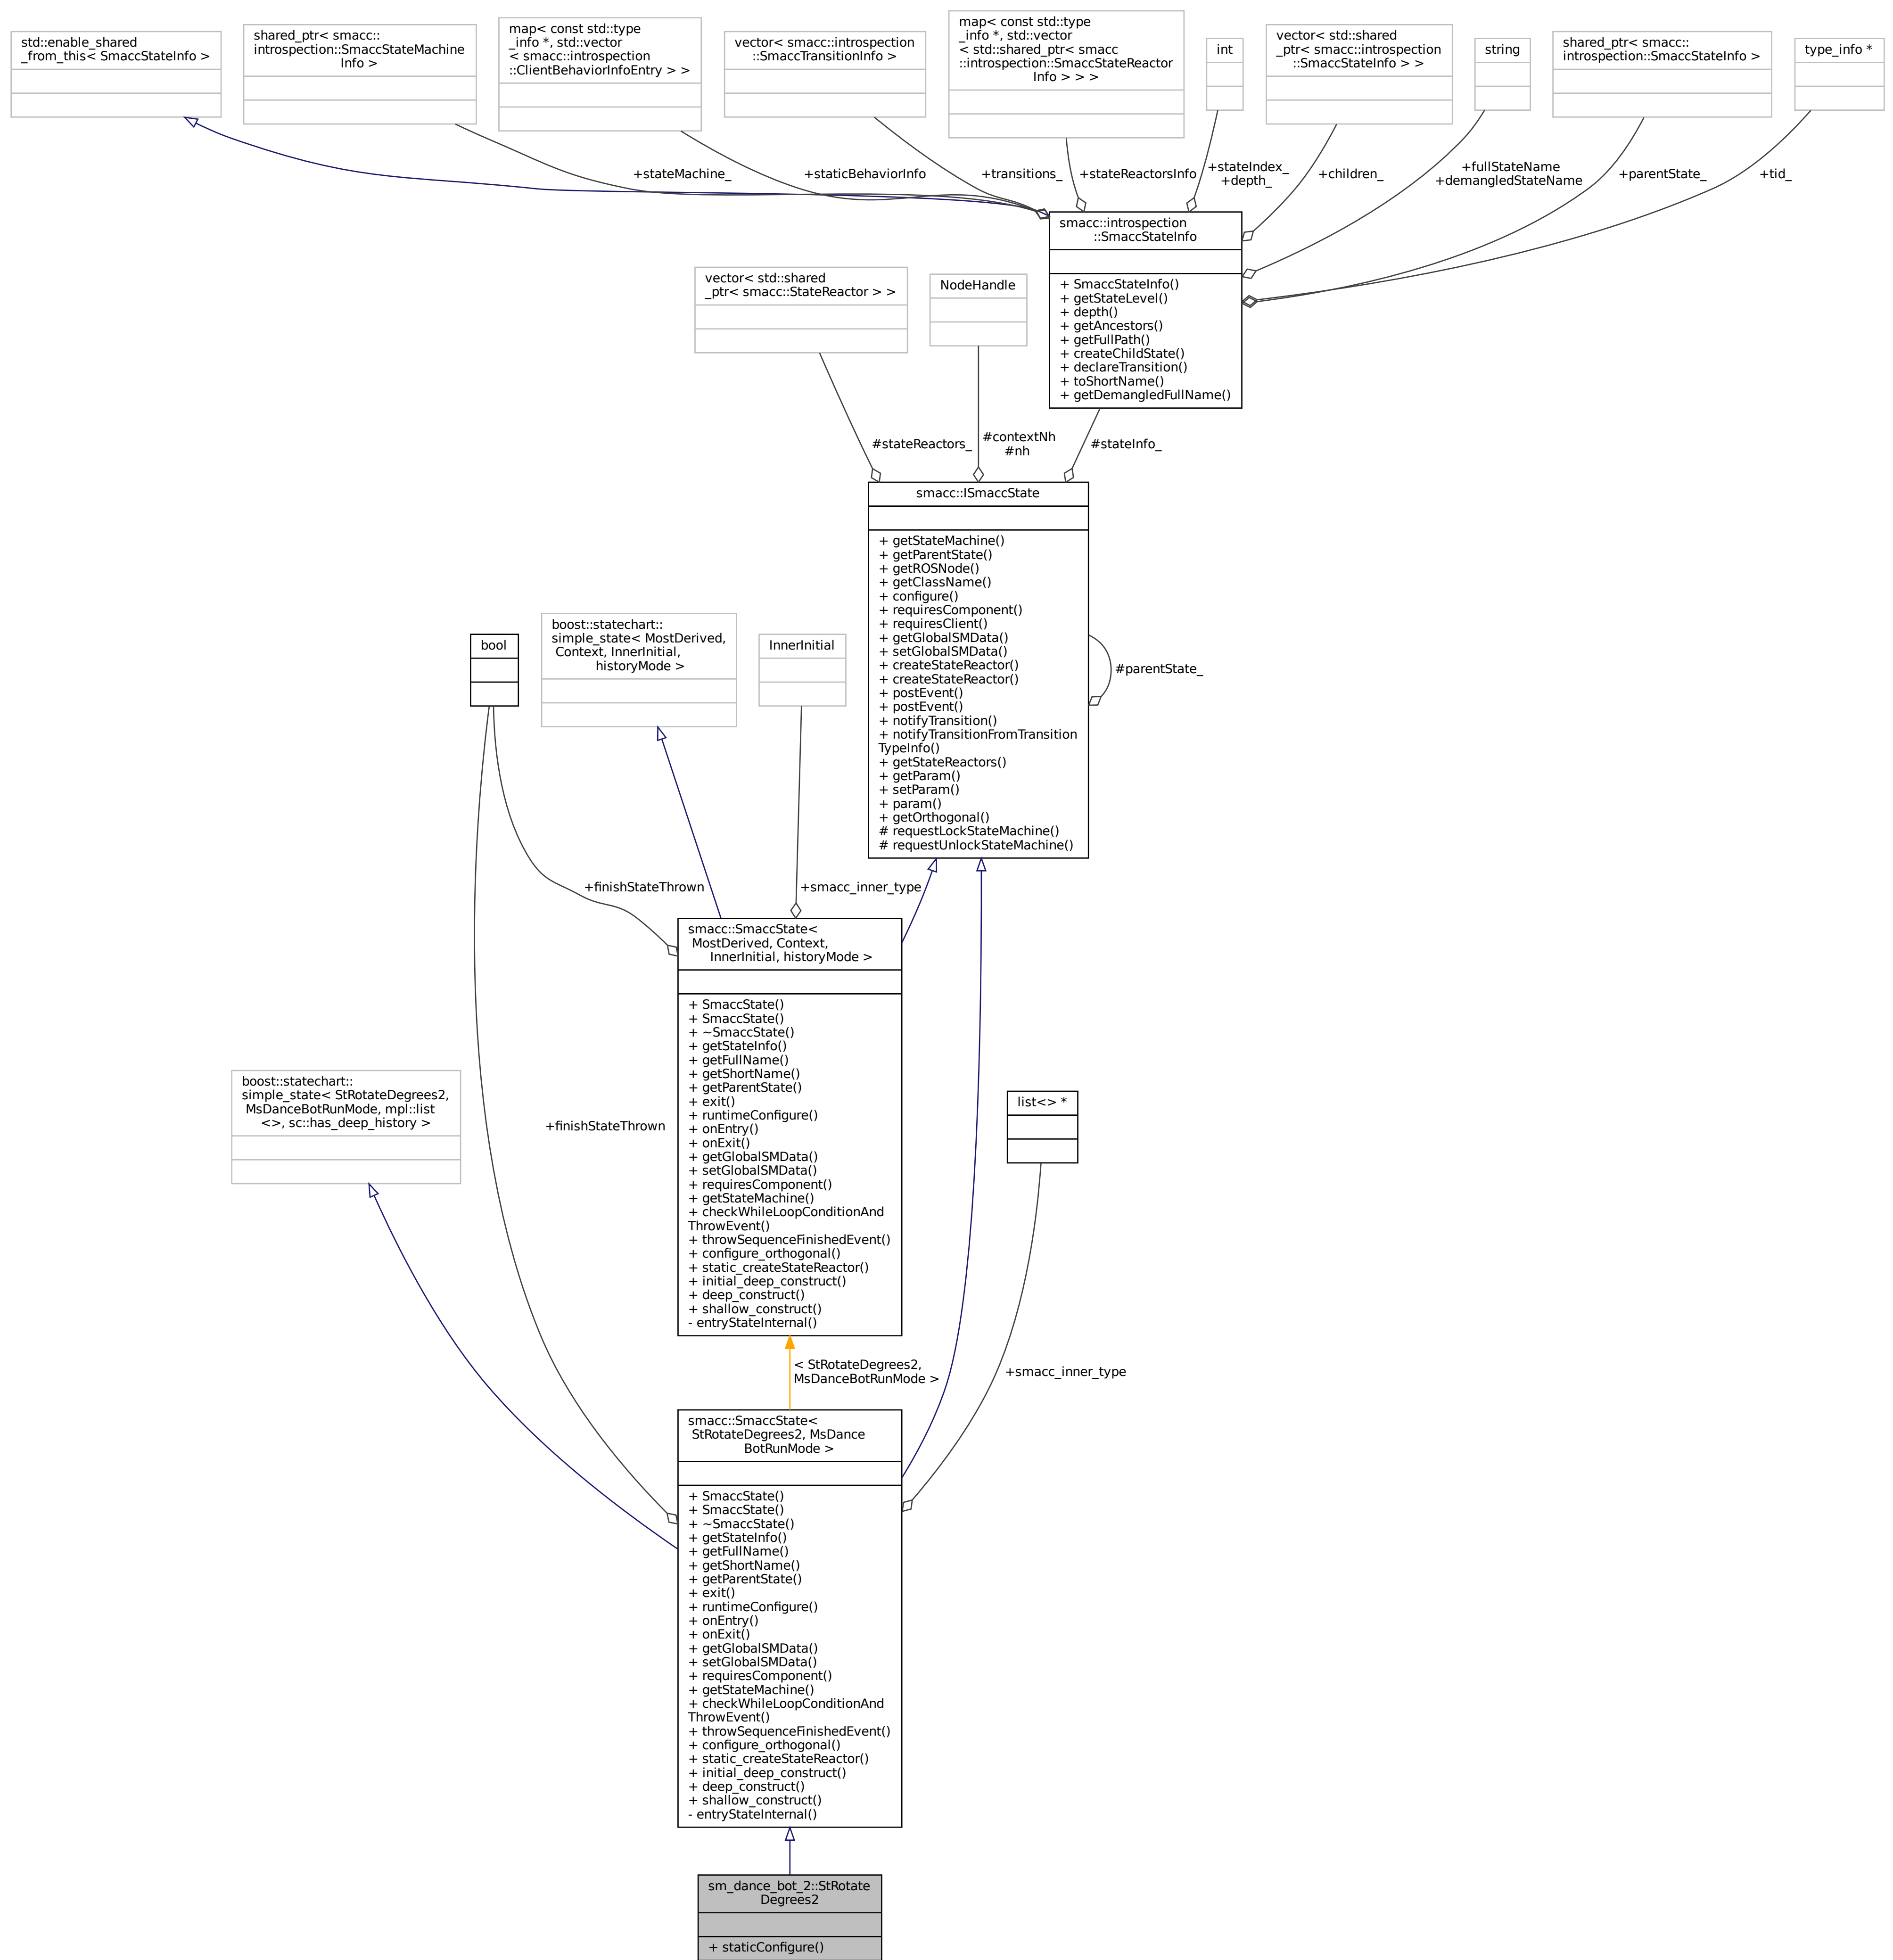 std::enable_shared
_from_this< SmaccStateInfo >
shared_ptr< smacc::
introspection::SmaccStateMachine
Info >
map< const std::type
_info *, std::vector
< smacc::introspection
::ClientBehaviorInfoEntry > >
vector< smacc::introspection
::SmaccTransitionInfo >
map< const std::type
_info *, std::vector
< std::shared_ptr< smacc
::introspection::SmaccStateReactor
Info > > >
int
vector< std::shared
_ptr< smacc::introspection
::SmaccStateInfo > >
string
shared_ptr< smacc::
introspection::SmaccStateInfo >
type_info *
+stateMachine_
+staticBehaviorInfo
+transitions_
+stateReactorsInfo
+stateIndex_
+depth_
+children_
+fullStateName
+demangledStateName
+parentState_
+tid_
smacc::introspection
::SmaccStateInfo
+ SmaccStateInfo()
+ getStateLevel()
+ depth()
+ getAncestors()
+ getFullPath()
+ createChildState()
+ declareTransition()
+ toShortName()
+ getDemangledFullName()
vector< std::shared
_ptr< smacc::StateReactor > >
NodeHandle
#stateReactors_
#contextNh
#nh
#stateInfo_
smacc::ISmaccState
+ getStateMachine()
+ getParentState()
+ getROSNode()
+ getClassName()
+ configure()
+ requiresComponent()
+ requiresClient()
+ getGlobalSMData()
+ setGlobalSMData()
+ createStateReactor()
+ createStateReactor()
+ postEvent()
+ postEvent()
+ notifyTransition()
+ notifyTransitionFromTransition
TypeInfo()
+ getStateReactors()
+ getParam()
+ setParam()
+ param()
+ getOrthogonal()
# requestLockStateMachine()
# requestUnlockStateMachine()
#parentState_
bool
boost::statechart::
simple_state< MostDerived,
Context, InnerInitial,
historyMode >
InnerInitial
+finishStateThrown
+smacc_inner_type
smacc::SmaccState<
MostDerived, Context,
InnerInitial, historyMode >
+ SmaccState()
+ SmaccState()
+ ~SmaccState()
+ getStateInfo()
+ getFullName()
+ getShortName()
+ getParentState()
+ exit()
+ runtimeConfigure()
+ onEntry()
+ onExit()
+ getGlobalSMData()
+ setGlobalSMData()
+ requiresComponent()
+ getStateMachine()
+ checkWhileLoopConditionAnd
ThrowEvent()
+ throwSequenceFinishedEvent()
+ configure_orthogonal()
+ static_createStateReactor()
+ initial_deep_construct()
+ deep_construct()
+ shallow_construct()
- entryStateInternal()
boost::statechart::
simple_state< StRotateDegrees2,
MsDanceBotRunMode, mpl::list
<>, sc::has_deep_history >
+finishStateThrown
list<> *
< StRotateDegrees2,
MsDanceBotRunMode >
+smacc_inner_type
smacc::SmaccState<
StRotateDegrees2, MsDance
BotRunMode >
+ SmaccState()
+ SmaccState()
+ ~SmaccState()
+ getStateInfo()
+ getFullName()
+ getShortName()
+ getParentState()
+ exit()
+ runtimeConfigure()
+ onEntry()
+ onExit()
+ getGlobalSMData()
+ setGlobalSMData()
+ requiresComponent()
+ getStateMachine()
+ checkWhileLoopConditionAnd
ThrowEvent()
+ throwSequenceFinishedEvent()
+ configure_orthogonal()
+ static_createStateReactor()
+ initial_deep_construct()
+ deep_construct()
+ shallow_construct()
- entryStateInternal()
sm_dance_bot_2::StRotate
Degrees2
+ staticConfigure()